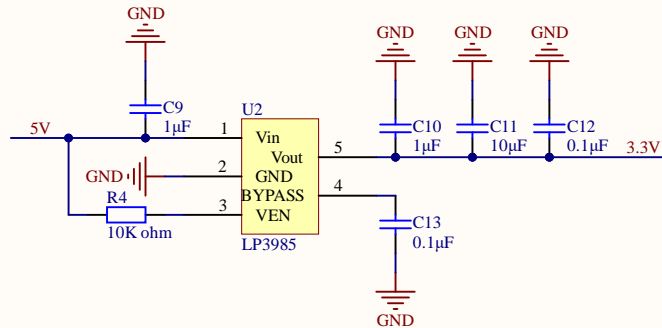 GND
GND
GND
GND
C9
1µF
U2
C10
1µF
C11
10µF
C12
0.1µF
5V
1
Vin
Vout
5
3.3V
GND
2
GND
BYPASS
4
R4
3
VEN
10K ohm
LP3985
C13
0.1µF
GND